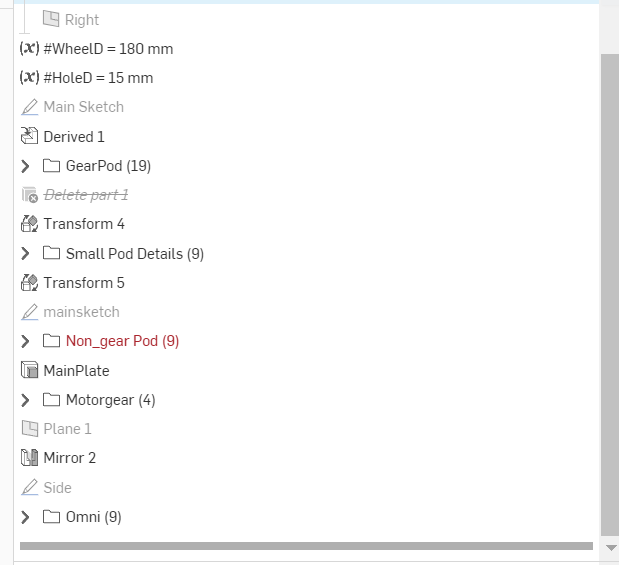 Right
(x) #WheelD = 180 mm
(x) #HoleD = 15 mm
Main Sketch
Derived 1
GearPod (19)
Delete part 1
Transform 4
Small Pod Details (9)
Transform 5
mainsketch
Non_gear Pod (9)
MainPlate
Motorgear (4)
Plane 1
Mirror 2
Side
Omni (9)